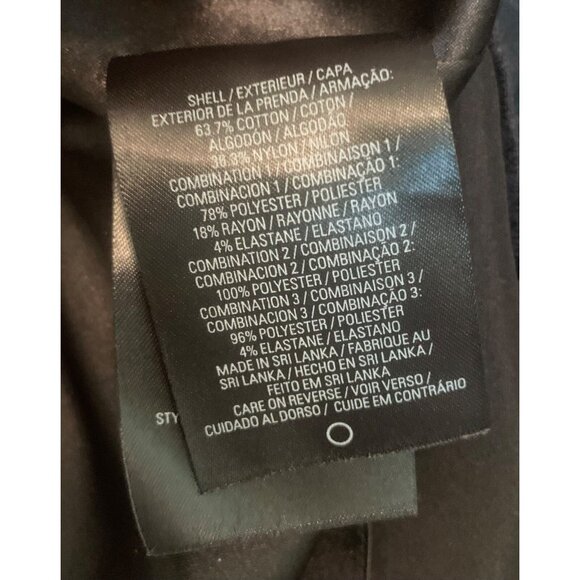 SHELL / EXTERIEUR / CAPA
EXTERIOR DE LA PRENDA / ARMAÇÃO:
63.7% COTTON / COTON /
ALGODÓN / ALGODÃO
36.3% NYLON / NILON
COMBINATION 1 / COMBINAISON 1 /
COMBINACION 1 / COMBINAÇÃO 1:
78% POLYESTER / POLIESTER
18% RAYON / RAYONNE / RAYON
4% ELASTANE / ELASTANO
COMBINATION 2 / COMBINAISON 2 /
COMBINACION 2 / COMBINAÇÃO 2:
100% POLYESTER / POLIESTER
COMBINATION 3 / COMBINAISON 3 /
COMBINACION 3 / COMBINAÇÃO 3:
96% POLYESTER / POLIESTER
4% ELASTANE / ELASTANO
MADE IN SRI LANKA / FABRIQUE AU
SRI LANKA / HECHO EN SRI LANKA /
FEITO EM SRI LANKA
CARE ON REVERSE / VOIR VERSO /
CUIDADO AL DORSO / CUIDE EM CONTRÁRIO
STY